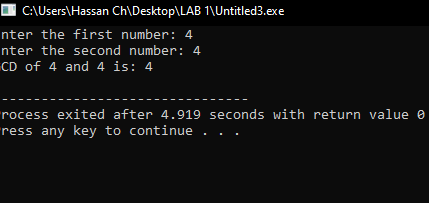 C:\Users\Hassan Ch\Desktop\LAB 1\Untitled3.exe
nter the first number: 4
nter the second number: 4
GCD of 4 and 4 is: 4
--------------------------------
rocess exited after 4.919 seconds with return value 0
ress any key to continue . . .